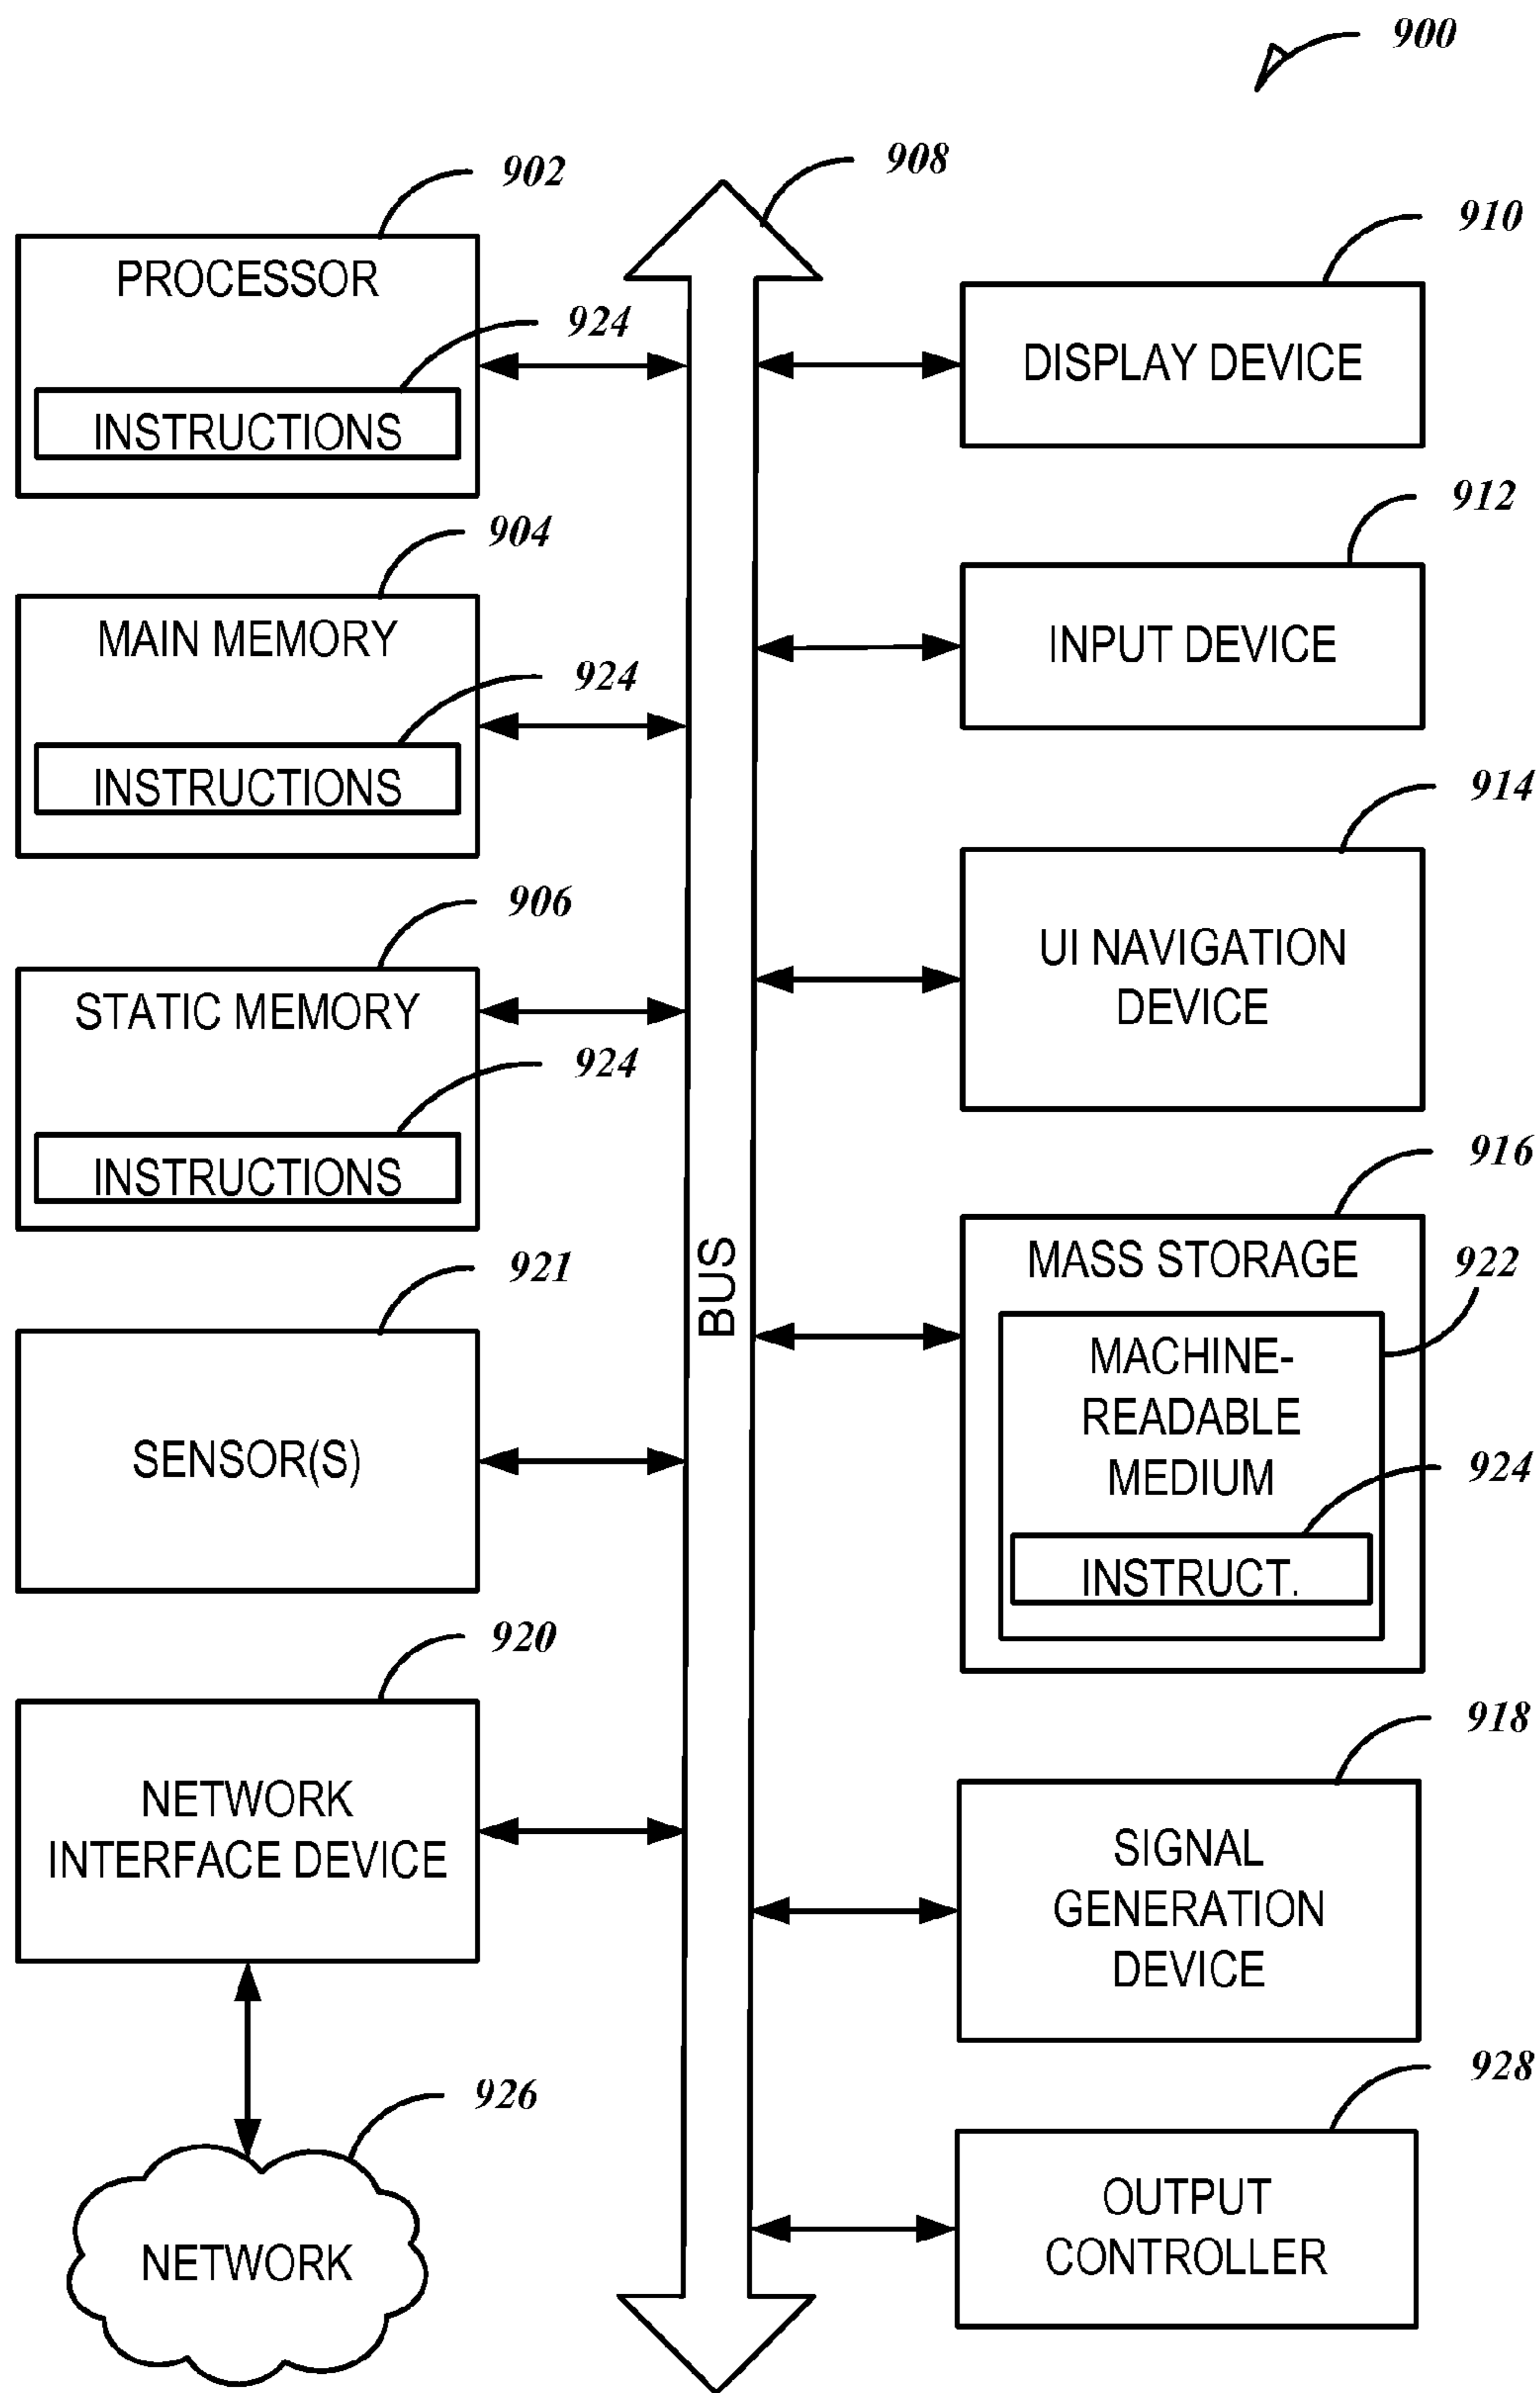 900
908
902
PROCESSOR
924
INSTRUCTIONS
904
MAIN MEMORY
924
INSTRUCTIONS
906
STATIC MEMORY
924
INSTRUCTIONS
921
SENSOR(S)
920
NETWORK
INTERFACE DEVICE
926
NETWORK
BUS
910
DISPLAY DEVICE
912
INPUT DEVICE
914
UI NAVIGATION
DEVICE
916
MASS STORAGE
922
MACHINE-
READABLE
MEDIUM
924
INSTRUCT.
918
SIGNAL
GENERATION
DEVICE
928
OUTPUT
CONTROLLER